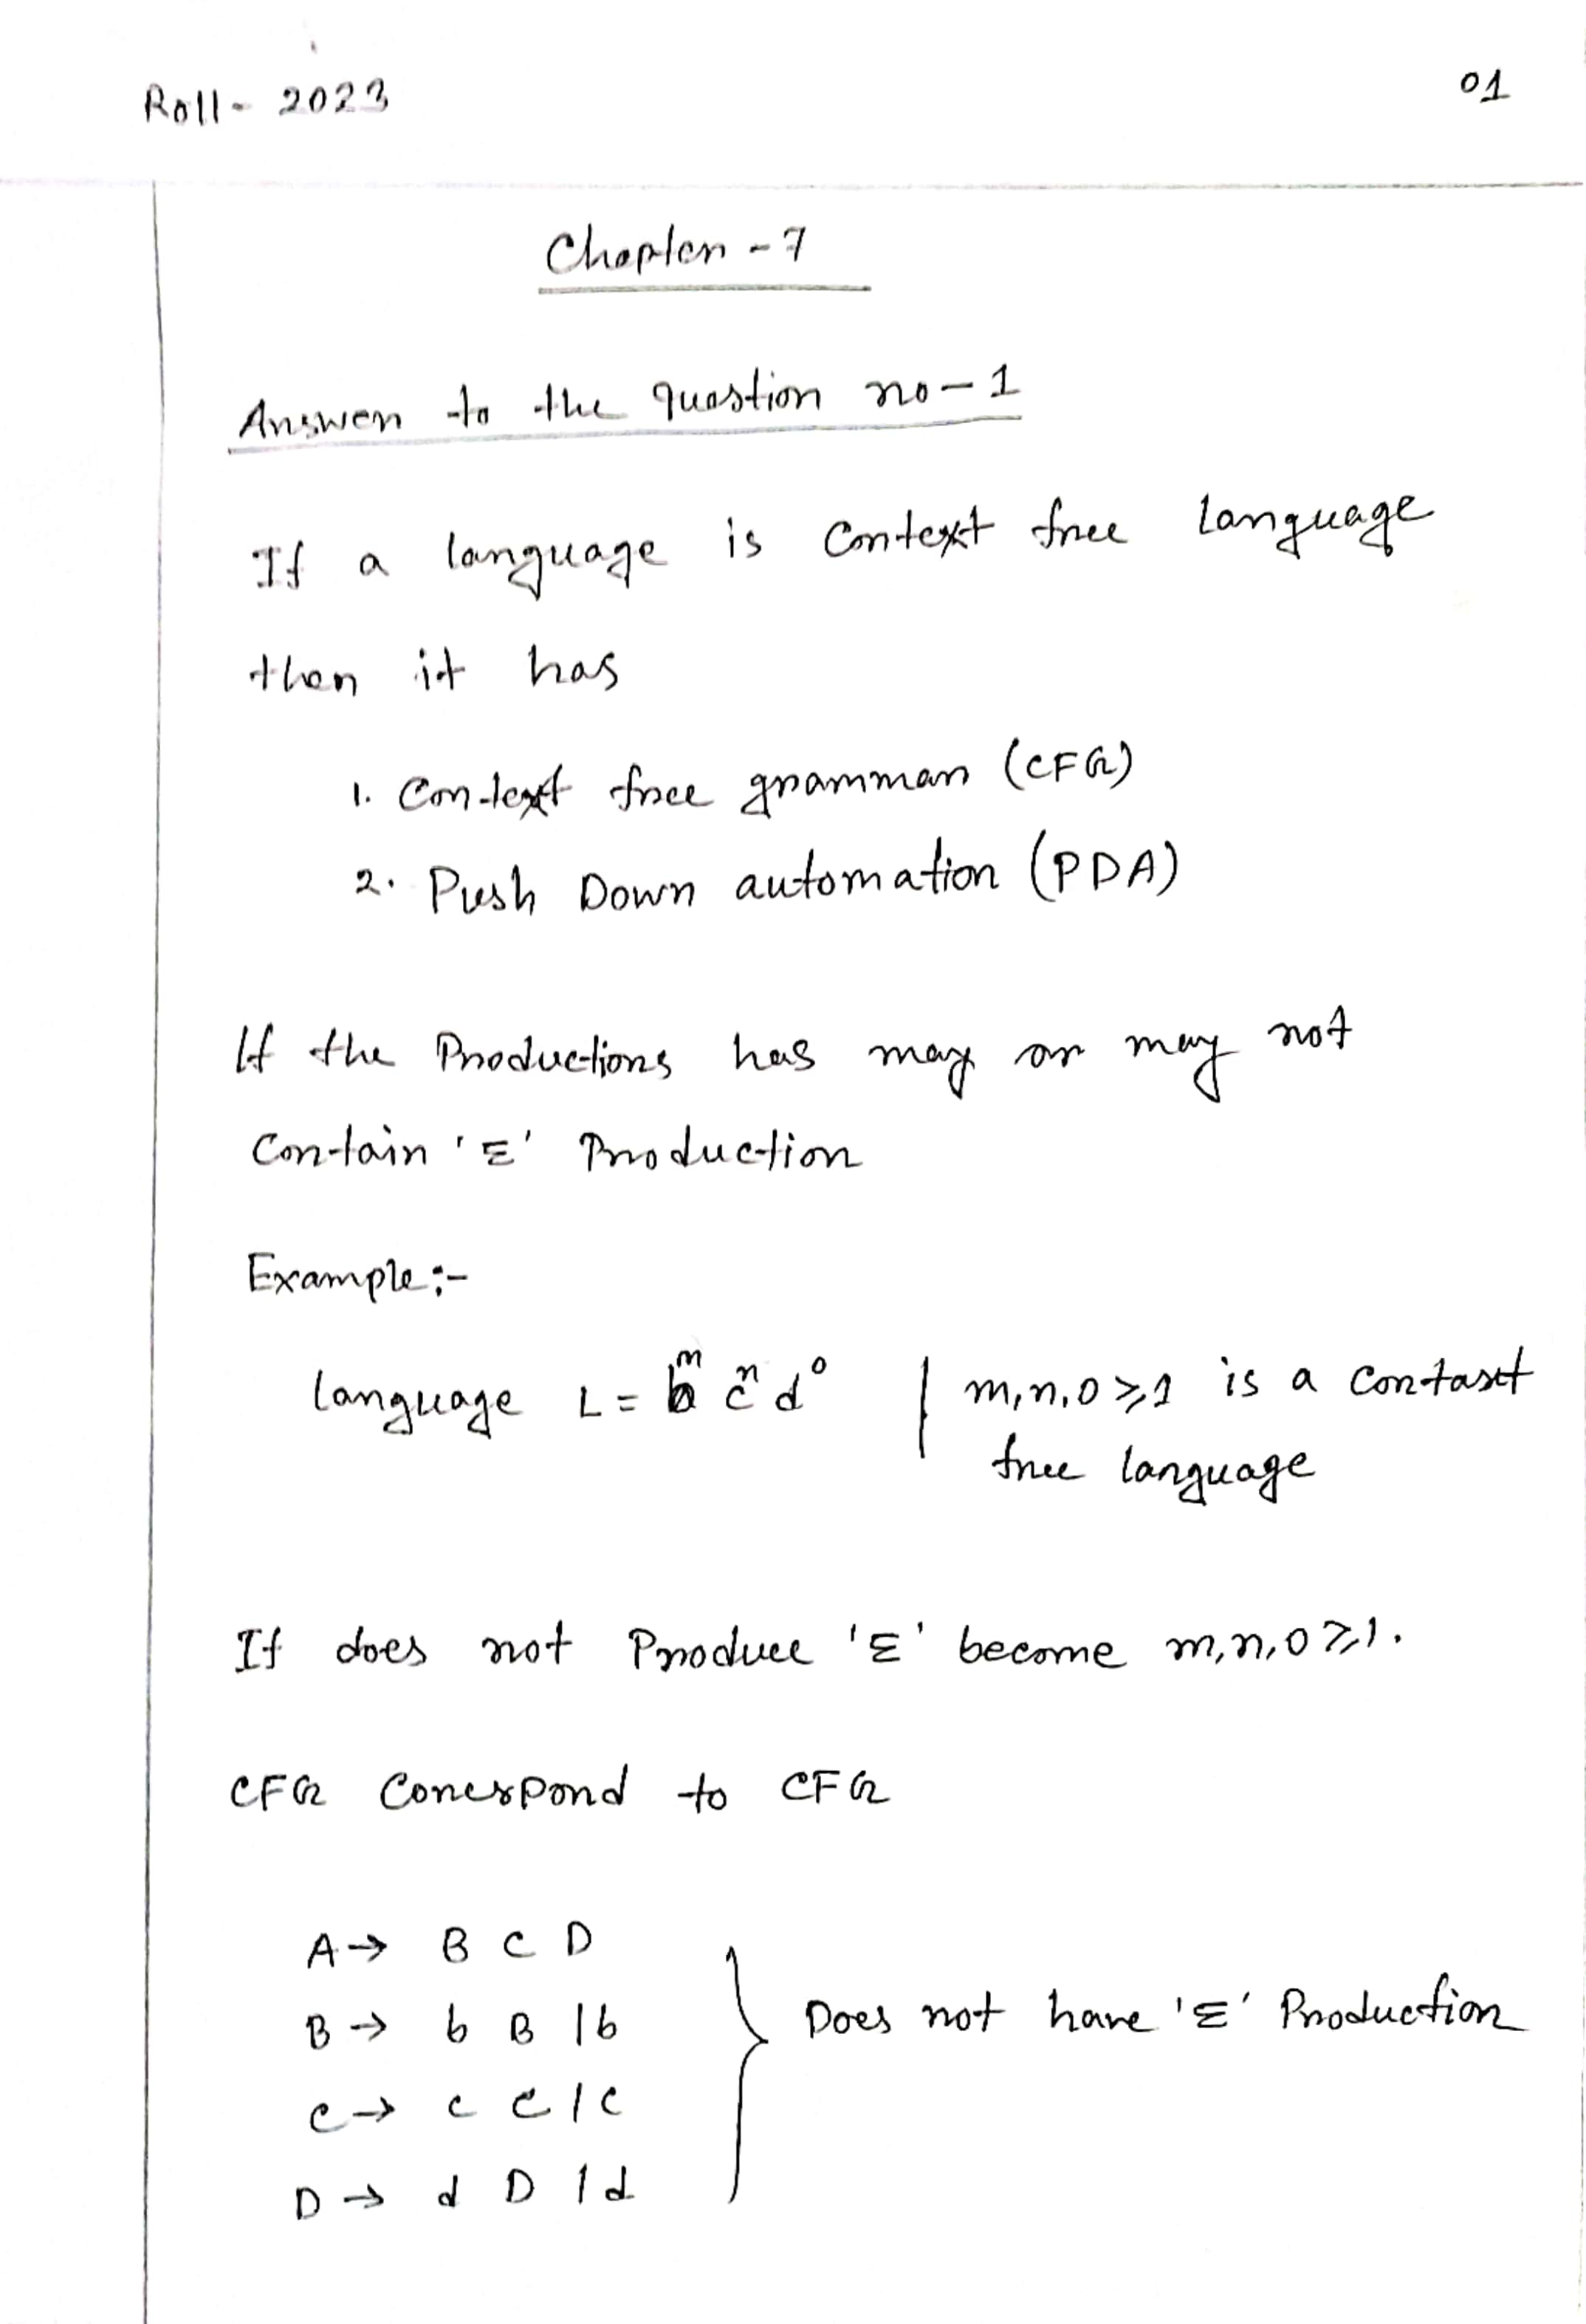 Roll- 2023
01
Chapter - 7
Answer to the question no - 1
If a language is Context free language
then it has
1. Context free grammar (CFG)
2. Push Down automation (PDA)
If the Productions has may or may not
Contain 'Σ' Production
Example:-
language L = b^m c^n d^o | m,n,o ≥ 1 is a contaxt
free language
If does not Produce 'Σ' become m,n,o ≥ 1.
CFG Correspond to CFG
A → B C D
B → b B | b
C → c C | c
D → d D | d
Does not have 'Σ' Production